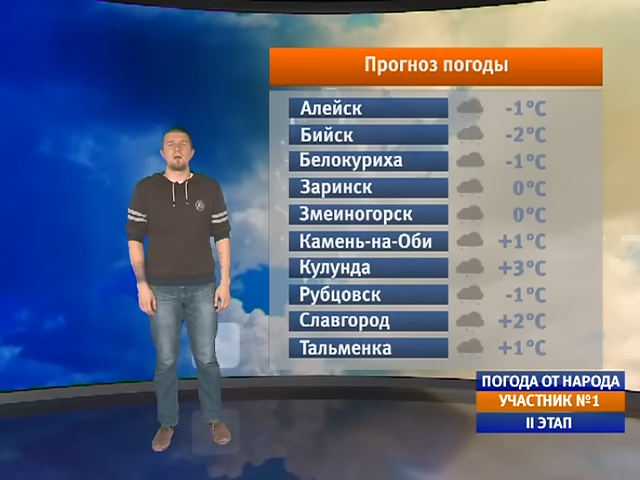 Прогноз погоды
Алейск -1°C
Бийск -2°C
Белокуриха -1°C
Заринск 0°C
Змеиногорск 0°C
Камень-на-Оби +1°C
Кулунда +3°C
Рубцовск -1°C
Славгород +2°C
Тальменка +1°C
ПОГОДА ОТ НАРОДА
УЧАСТНИК №1
II ЭТАП